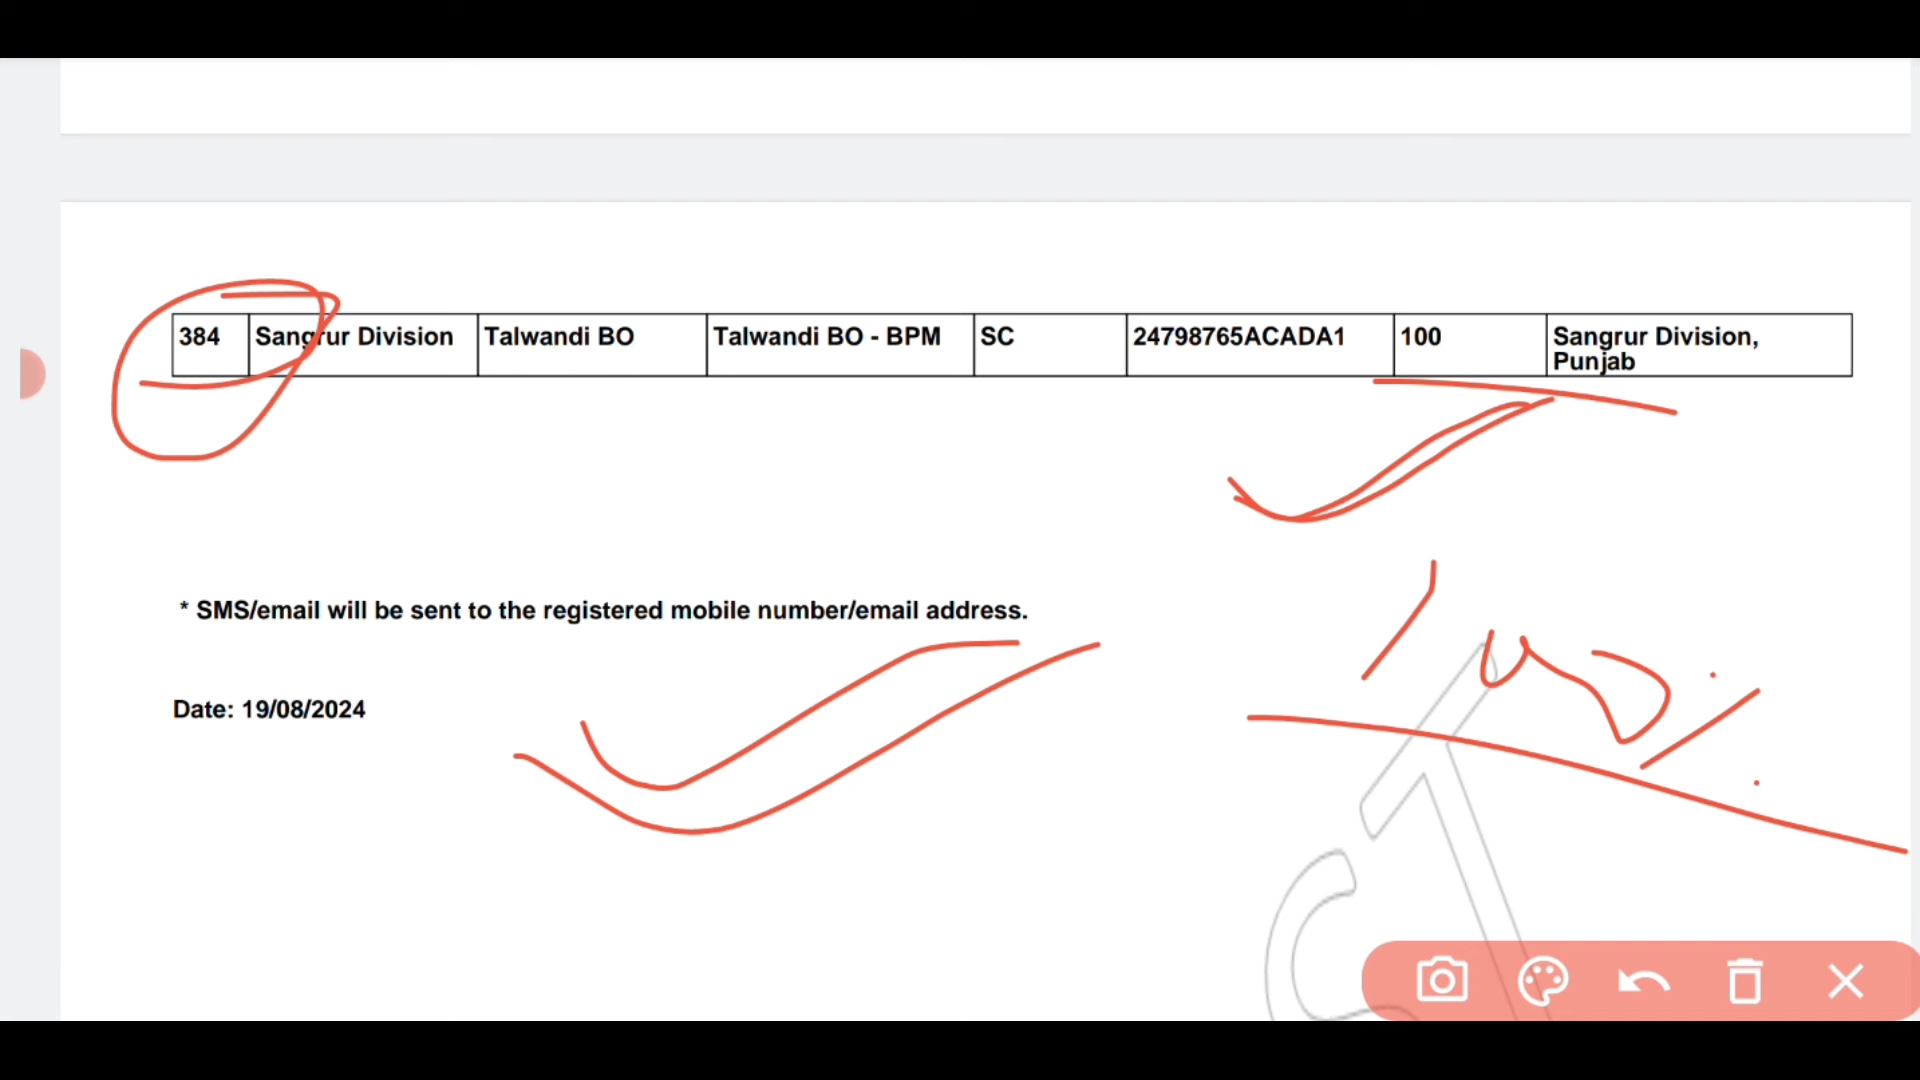 384 Sangrur Division Talwandi BO Talwandi BO - BPM SC 24798765ACADA1 100 Sangrur Division,
Punjab
* SMS/email will be sent to the registered mobile number/email address.
Date: 19/08/2024